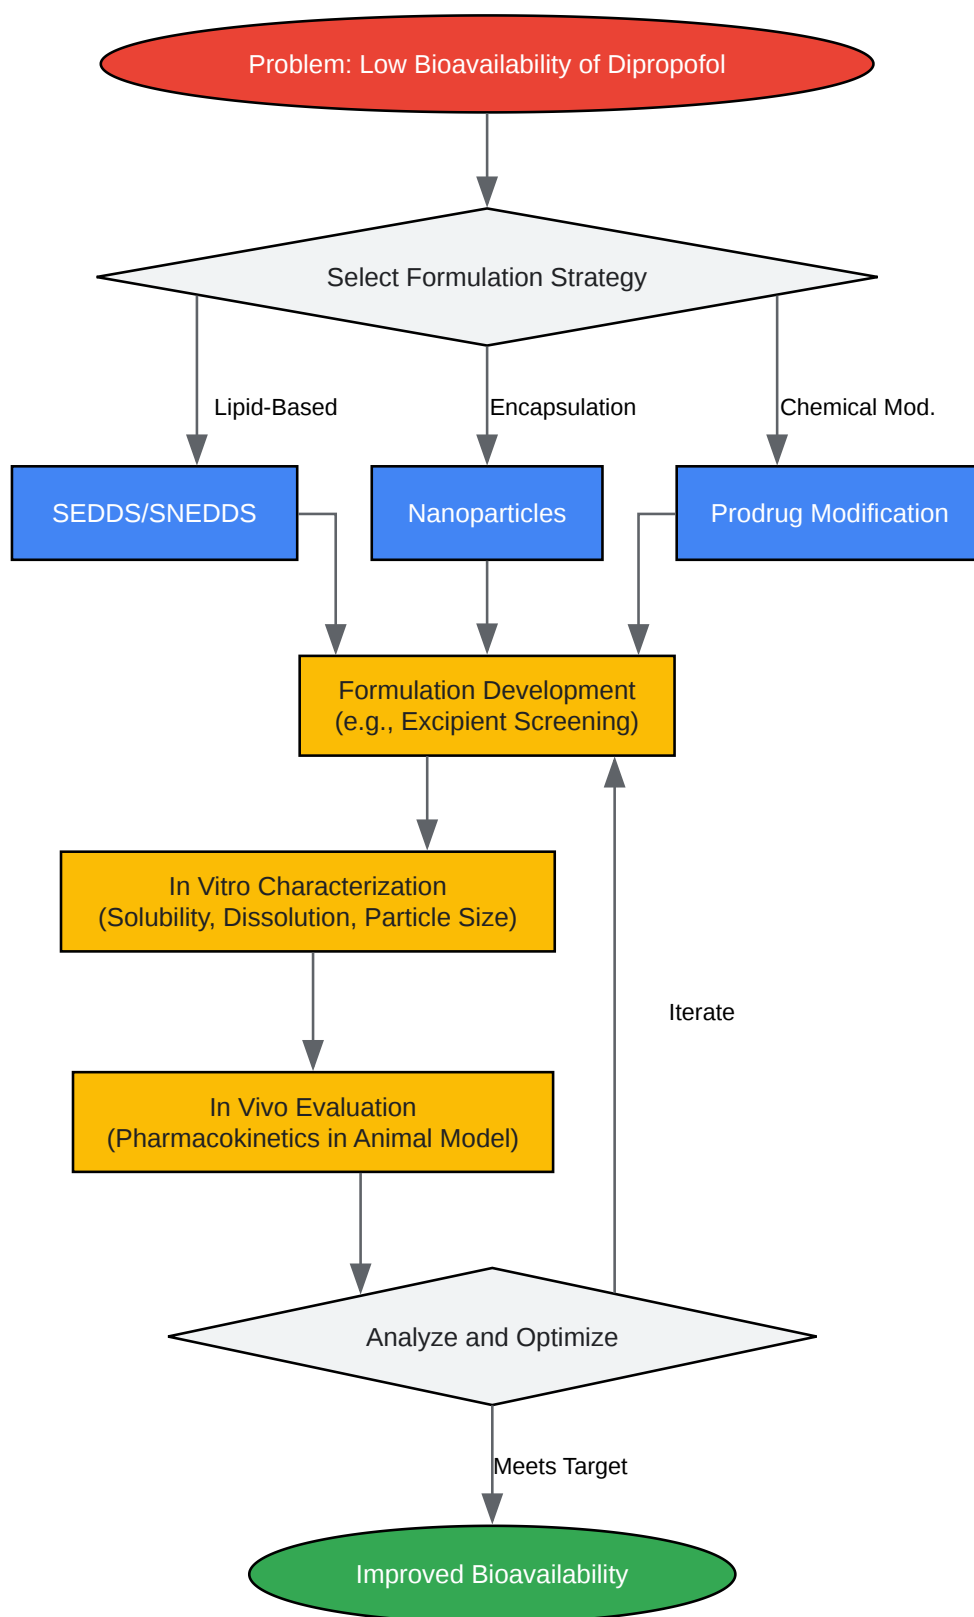 Problem: Low Bioavailability of Dipropofol
Select Formulation Strategy
Lipid-Based
Encapsulation
Chemical Mod.
SEDDS/SNEDDS
Nanoparticles
Prodrug Modification
Formulation Development
(e.g., Excipient Screening)
In Vitro Characterization
(Solubility, Dissolution, Particle Size)
Iterate
In Vivo Evaluation
(Pharmacokinetics in Animal Model)
Analyze and Optimize
Meets Target
Improved Bioavailability